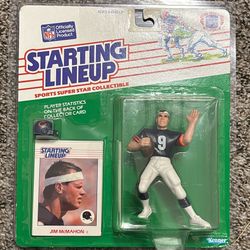 Officially
Licensed
Product
STARTING
LINEUP
SPORTS SUPER STAR COLLECTIBLE
PLAYER STATISTICS
ON THE BACK OF
COLLECTOR CARD
9
STARTING
LINEUP
JIM McMAHON
Kenner